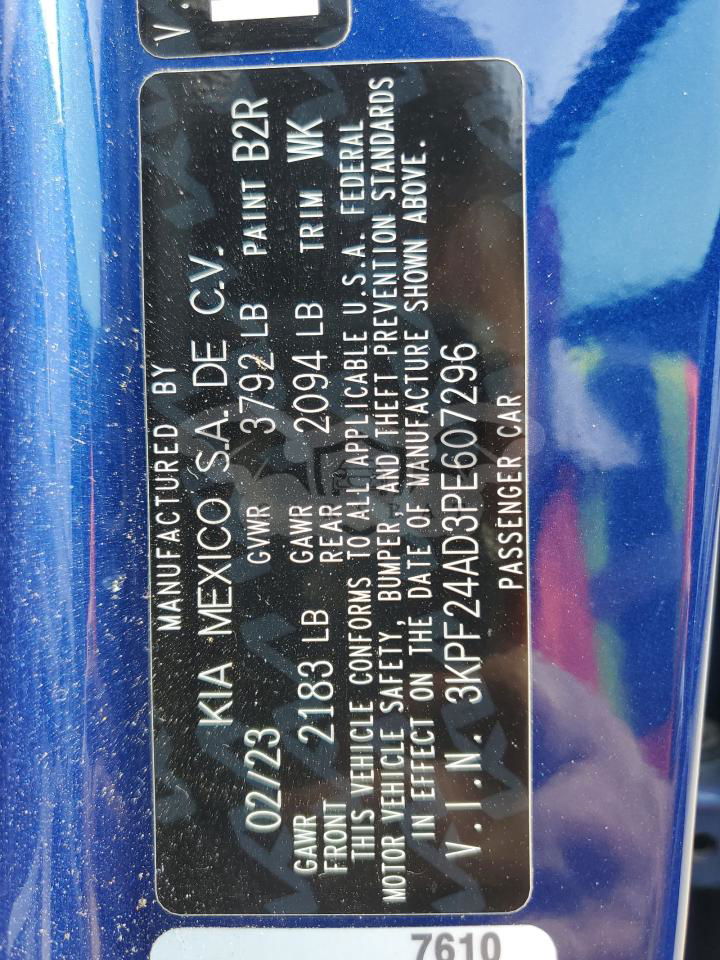 V.
MANUFACTURED BY
KIA MEXICO S.A. DE C.V.
02/23 GVWR 3792 LB PAINT B2R
GAWR FRONT 2183 LB GAWR REAR 2094 LB TRIM WK
THIS VEHICLE CONFORMS TO ALL APPLICABLE U.S.A. FEDERAL
MOTOR VEHICLE SAFETY, BUMPER, AND THEFT PREVENTION STANDARDS
IN EFFECT ON THE DATE OF MANUFACTURE SHOWN ABOVE.
V.I.N. 3KPF24AD3PE607296
PASSENGER CAR
7610